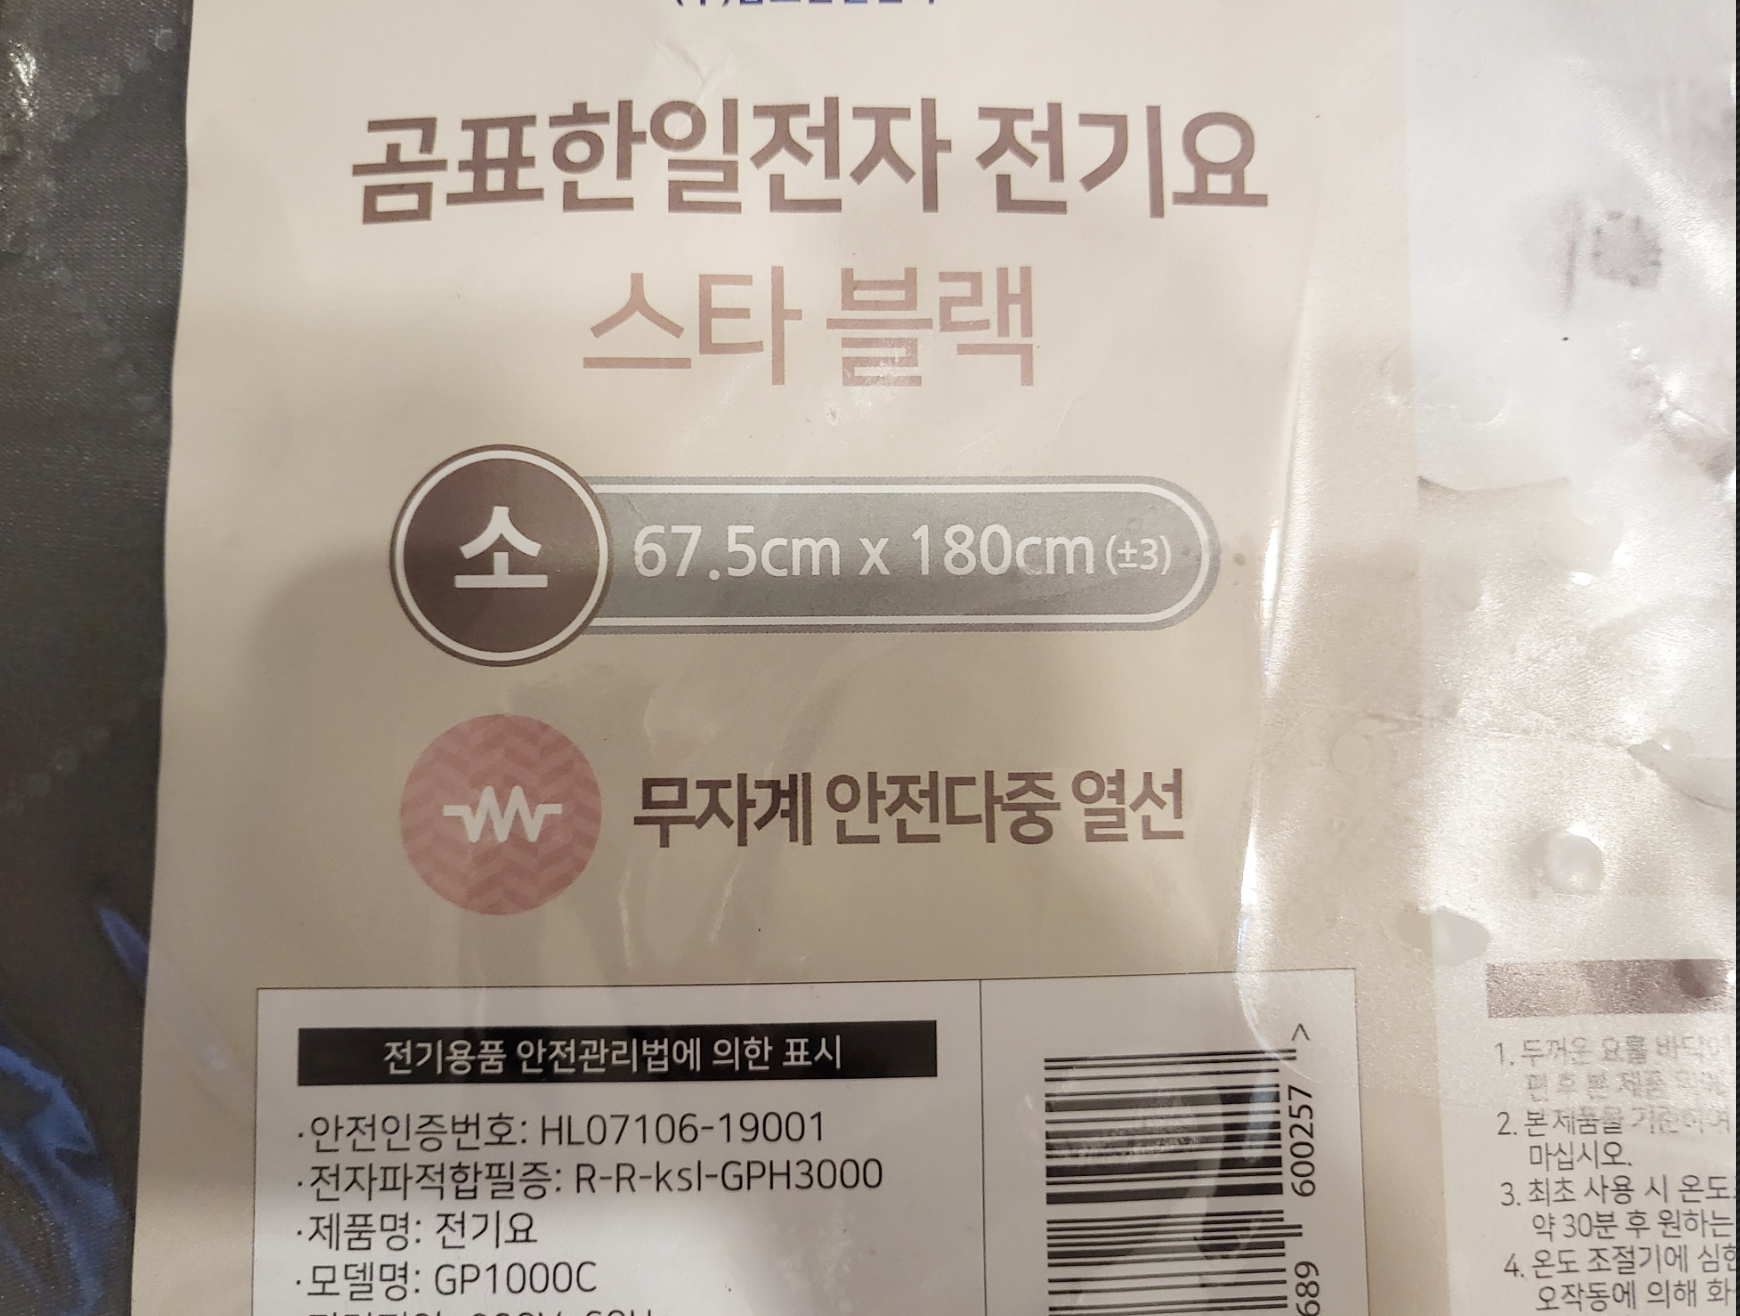 곰표한일전자 전기요
스타 블랙
소 67.5cm x 180cm (±3)
무자계 안전다중 열선
전기용품 안전관리법에 의한 표시
·안전인증번호: HL07106-19001
·전자파적합필증: R-R-ksl-GPH3000
·제품명: 전기요
·모델명: GP1000C
689 600257 >
1. 두꺼운 요를
2. 본 제품을
마십시오.
3. 최초 사용 시 온도
약 30분 후 원하는
4. 온도 조절기에 심한
오작동에 의해 화